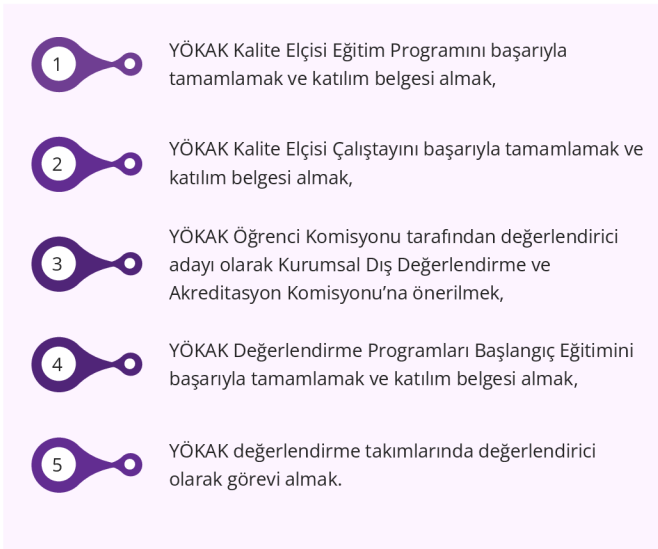 1
YÖKAK Kalite Elçisi Eğitim Programını başarıyla
tamamlamak ve katılım belgesi almak,
2
YÖKAK Kalite Elçisi Çalıştayını başarıyla tamamlamak ve
katılım belgesi almak,
3
YÖKAK Öğrenci Komisyonu tarafından değerlendirici
adayı olarak Kurumsal Dış Değerlendirme ve
Akreditasyon Komisyonu’na önerilmek,
4
YÖKAK Değerlendirme Programları Başlangıç Eğitimini
başarıyla tamamlamak ve katılım belgesi almak,
5
YÖKAK değerlendirme takımlarında değerlendirici
olarak görevi almak.